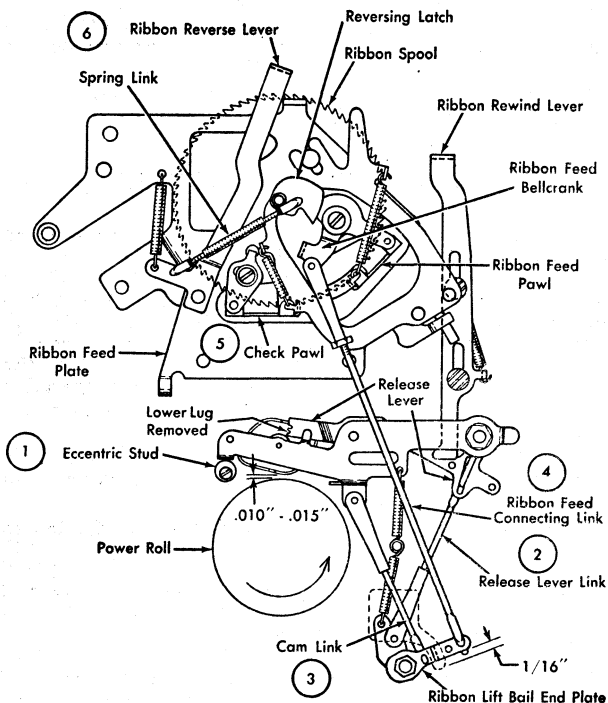 6
Ribbon Reverse Lever
Reversing Latch
Ribbon Spool
Spring Link
Ribbon Rewind Lever
Ribbon Feed
Bellcrank
Ribbon Feed
Pawl
5
Check Pawl
Ribbon Feed
Plate
Release
Lever
Lower Lug
Removed
1
Eccentric Stud
4
Ribbon Feed
Connecting Link
.010" - .015"
Power Roll
2
Release Lever Link
Cam Link
3
1/16"
Ribbon Lift Bail End Plate